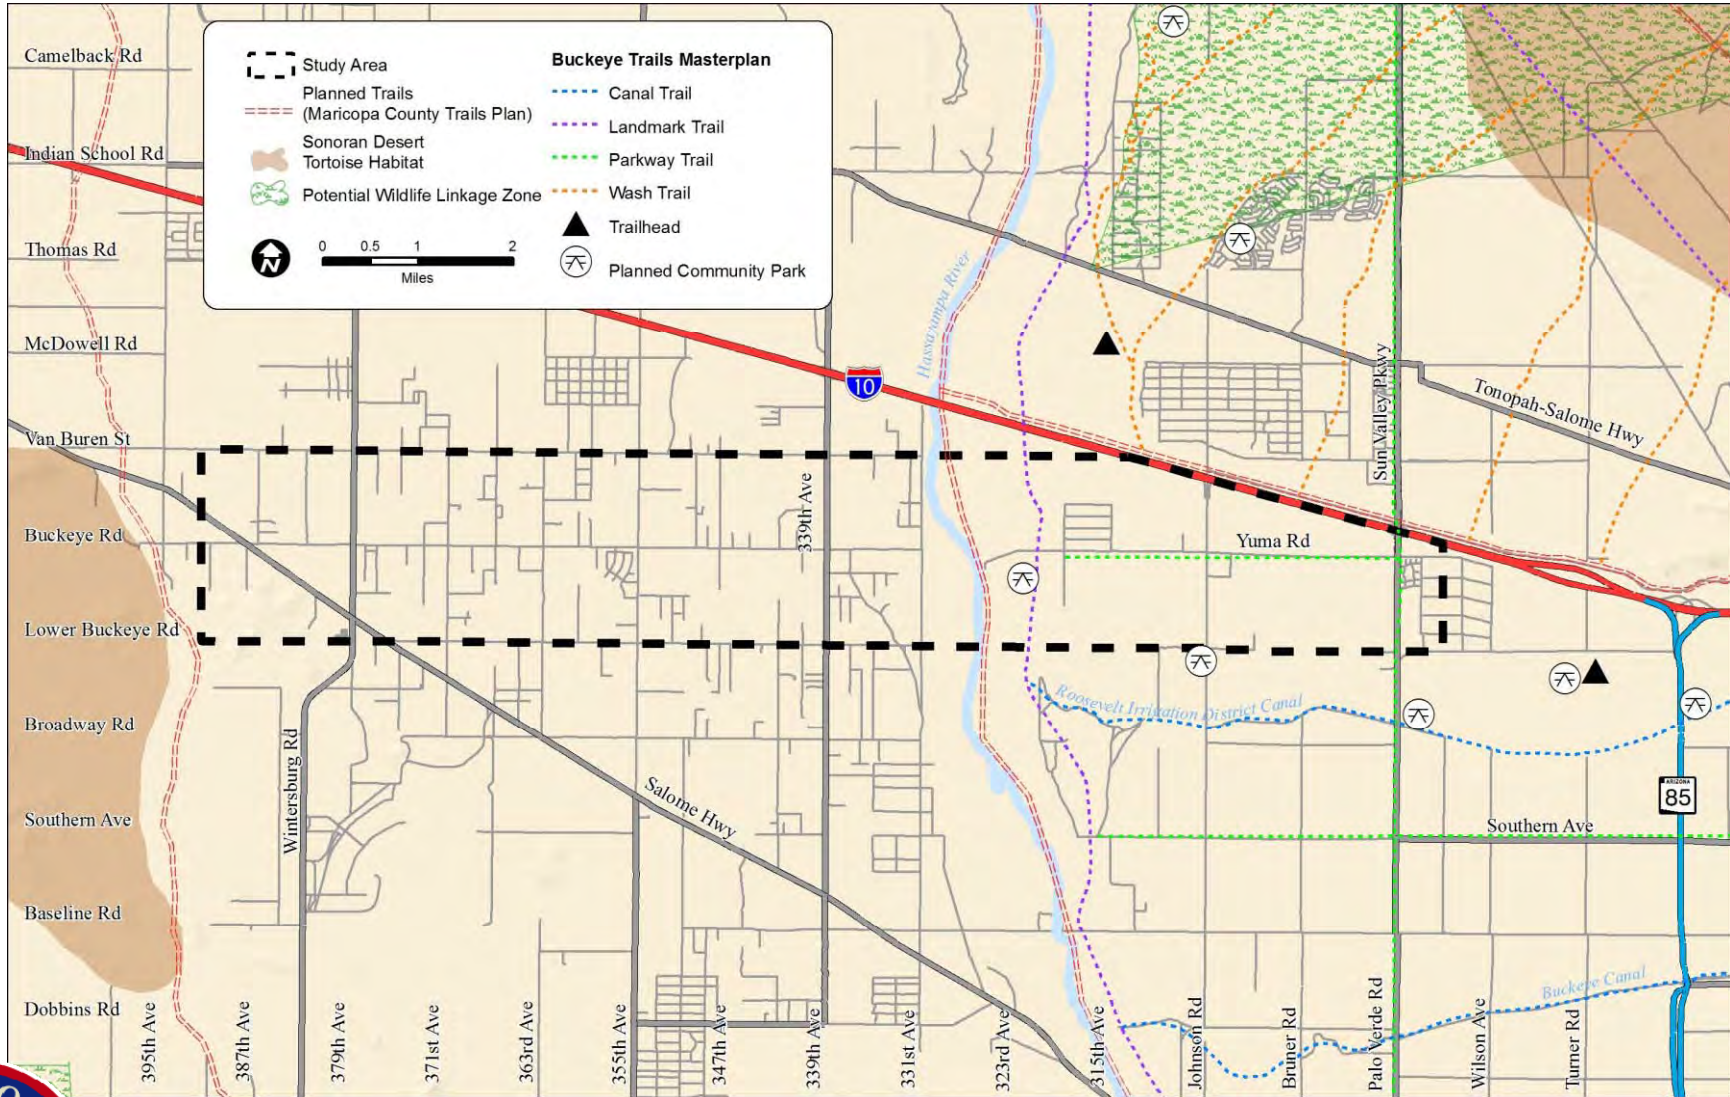 Camelback Rd
Indian School Rd
Thomas Rd
McDowell Rd
Van Buren St
Buckeye Rd
Lower Buckeye Rd
Broadway Rd
Southern Ave
Baseline Rd
Dobbins Rd
Study Area
Planned Trails
(Maricopa County Trails Plan)
Sonoran Desert
Tortoise Habitat
Potential Wildlife Linkage Zone
N
0 0.5 1 2
Miles
Buckeye Trails Masterplan
Canal Trail
Landmark Trail
Parkway Trail
Wash Trail
Trailhead
Planned Community Park
Hassayampa River
10
Sun Valley Pkwy
Tonopah-Salome Hwy
339th Ave
Yuma Rd
Roosevelt Irrigation District Canal
Wintersburg Rd
Salome Hwy
ARIZONA
85
Southern Ave
Buckeye Canal
395th Ave
387th Ave
379th Ave
371st Ave
363rd Ave
355th Ave
347th Ave
339th Ave
331st Ave
323rd Ave
315th Ave
Johnson Rd
Bruner Rd
Palo Verde Rd
Wilson Ave
Turner Rd